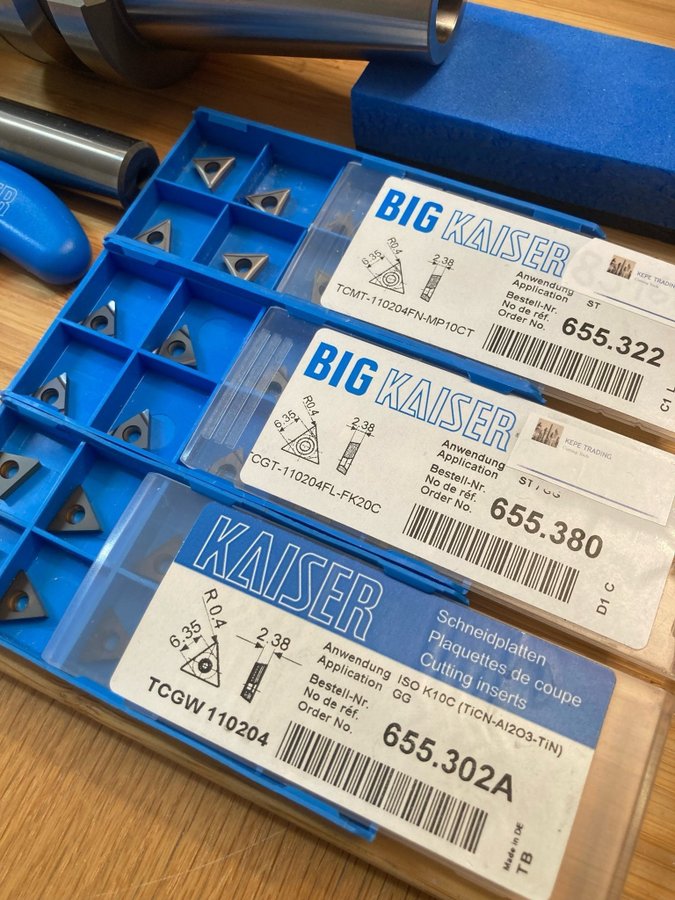 BIG KAISER
6.35
R0.4
2.38
TCMT-110204FN-MP10CT
Anwendung
Application ST
Bestell-Nr.
No de réf.
Order No.
655.322
C1 L
KEPE TRADING
BIG KAISER
6.35
R0.4
2.38
CGT-110204FL-FK20C
Anwendung
Application
Bestell-Nr.
No de réf.
Order No.
655.380
D1 C
KEPE TRADING
KAISER
Schneidplatten
Plaquettes de coupe
Cutting inserts
6.35
R0.4
2.38
TCGW 110204
Anwendung ISO K10C (TiCN-Al2O3-TiN)
Application GG
Bestell-Nr.
No de réf.
Order No.
655.302A
Made in DE
TB